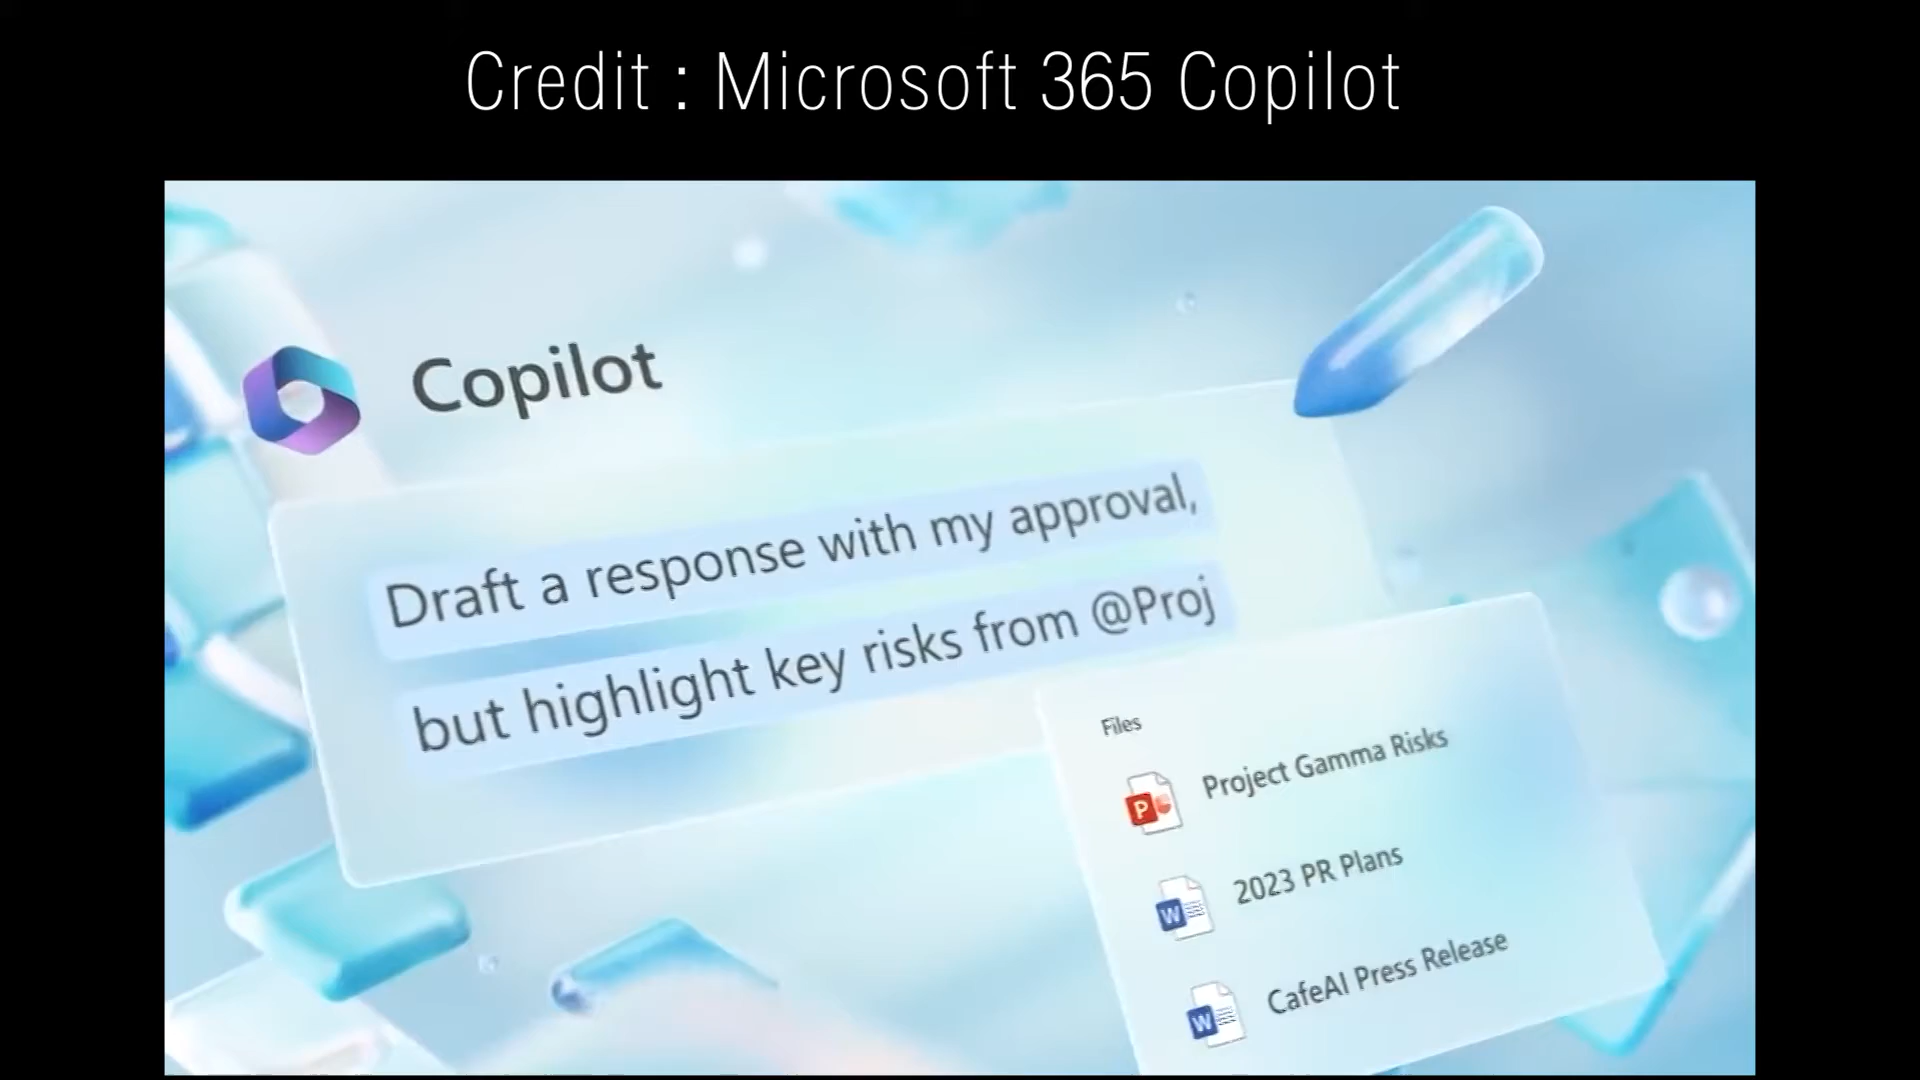 Credit : Microsoft 365 Copilot
Copilot
Draft a response with my approval,
but highlight key risks from @Proj
Files
P
Project Gamma Risks
W
2023 PR Plans
W
CafeAI Press Release